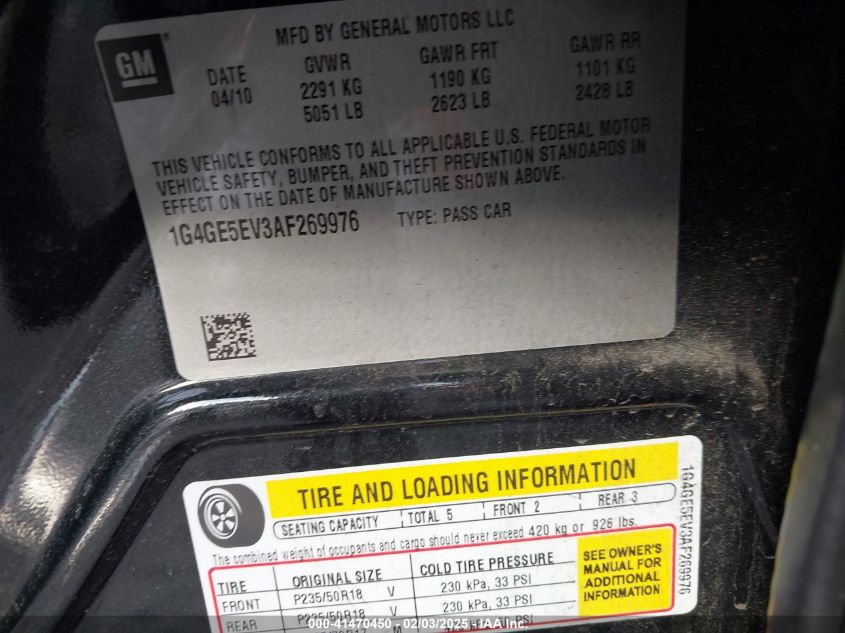 MFD BY GENERAL MOTORS LLC
GM
DATE GVWR GAWR FRT GAWR RR
04/10 2291 KG 1190 KG 1101 KG
5051 LB 2623 LB 2428 LB
THIS VEHICLE CONFORMS TO ALL APPLICABLE U.S. FEDERAL MOTOR
VEHICLE SAFETY, BUMPER, AND THEFT PREVENTION STANDARDS IN
EFFECT ON THE DATE OF MANUFACTURE SHOWN ABOVE.
1G4GE5EV3AF269976 TYPE: PASS CAR
TIRE AND LOADING INFORMATION
SEATING CAPACITY TOTAL 5 FRONT 2 REAR 3
The combined weight of occupants and cargo should never exceed 420 kg or 926 lbs.
TIRE ORIGINAL SIZE COLD TIRE PRESSURE
FRONT P235/50R18 V 230 kPa, 33 PSI
REAR P235/50R18 V 230 kPa, 33 PSI
SEE OWNER'S
MANUAL FOR
ADDITIONAL
INFORMATION
1G4GE5EV3AF269976
000-41470450 - 02/03/2025 - IAAI.com